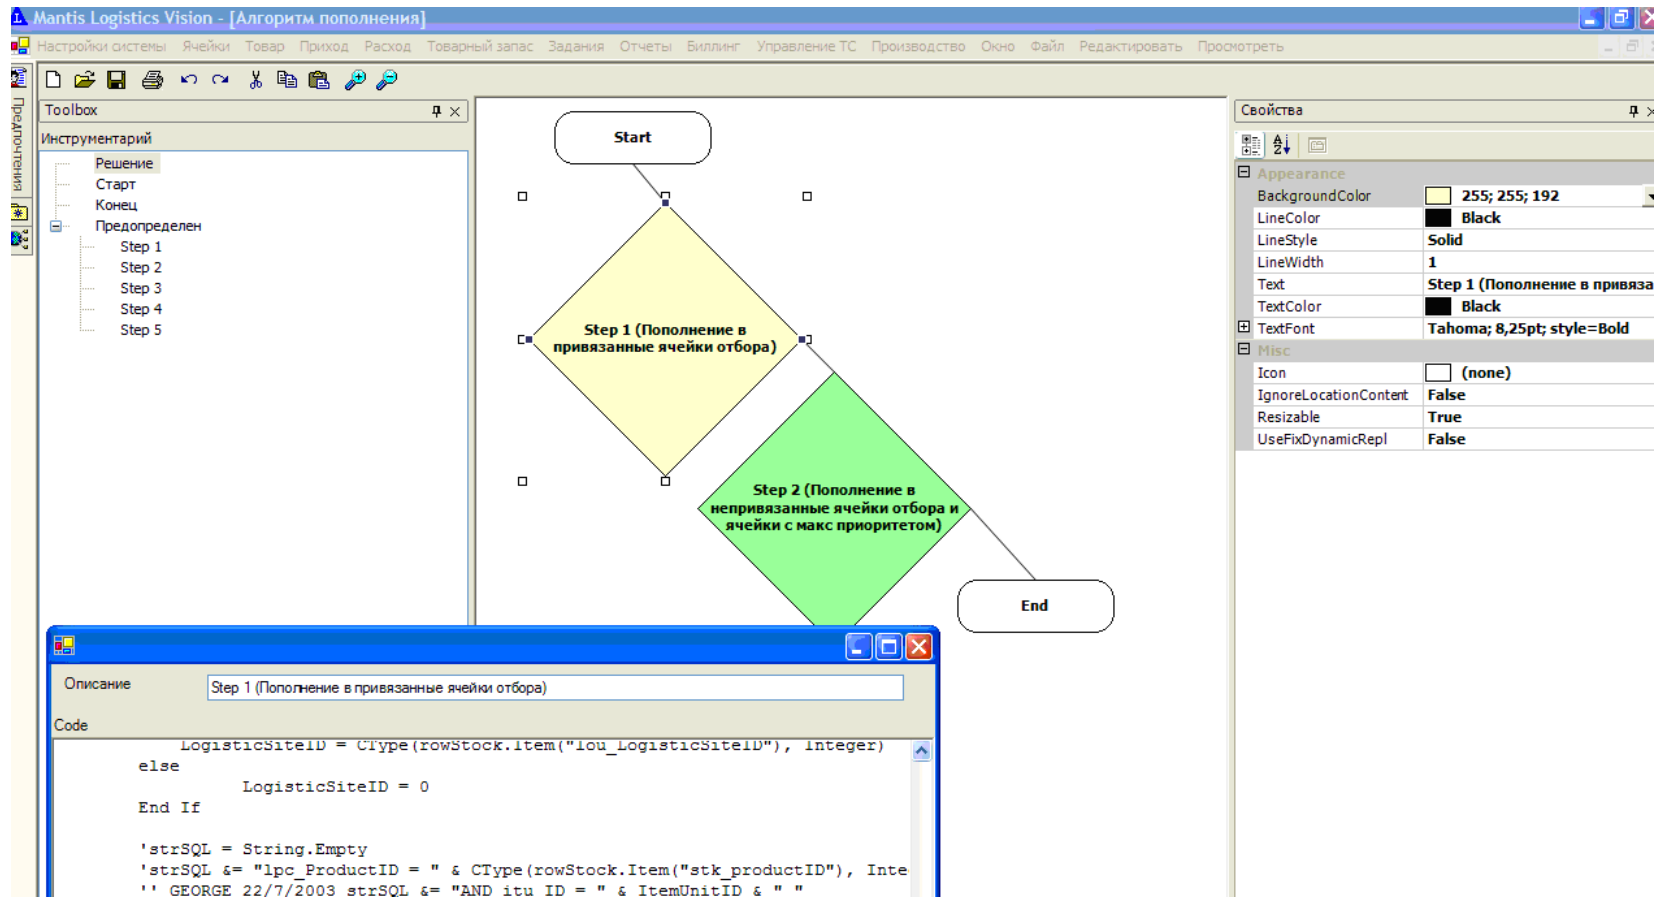 Mantis Logistics Vision - [Алгоритм пополнения]
Настройки системы Ячейки Товар Приход Расход Товарный запас Задания Отчеты Биллинг Управление ТС Производство Окно Файл Редактировать Просмотреть
Предпочтения
Toolbox
Инструментарий
Решение
Старт
Конец
Предопределен
Step 1
Step 2
Step 3
Step 4
Step 5
Start
Step 1 (Пополнение в
привязанные ячейки отбора)
Step 2 (Пополнение в
непривязанные ячейки отбора и
ячейки с макс приоритетом)
End
Свойства
Appearance
BackgroundColor 255; 255; 192
LineColor Black
LineStyle Solid
LineWidth 1
Text Step 1 (Пополнение в привяза
TextColor Black
TextFont Tahoma; 8,25pt; style=Bold
Misc
Icon (none)
IgnoreLocationContent False
Resizable True
UseFixDynamicRepl False
Описание Step 1 (Пополнение в привязанные ячейки отбора)
Code
LogisticSiteID = CType(rowStock.Item("lou_LogisticSiteID"), Integer)
else
LogisticSiteID = 0
End If
'strSQL = String.Empty
'strSQL &= "lpc_ProductID = " & CType(rowStock.Item("stk_productID"), Inte
'' GEORGE 22/7/2003 strSQL &= "AND itu_ID = " & ItemUnitID & " "